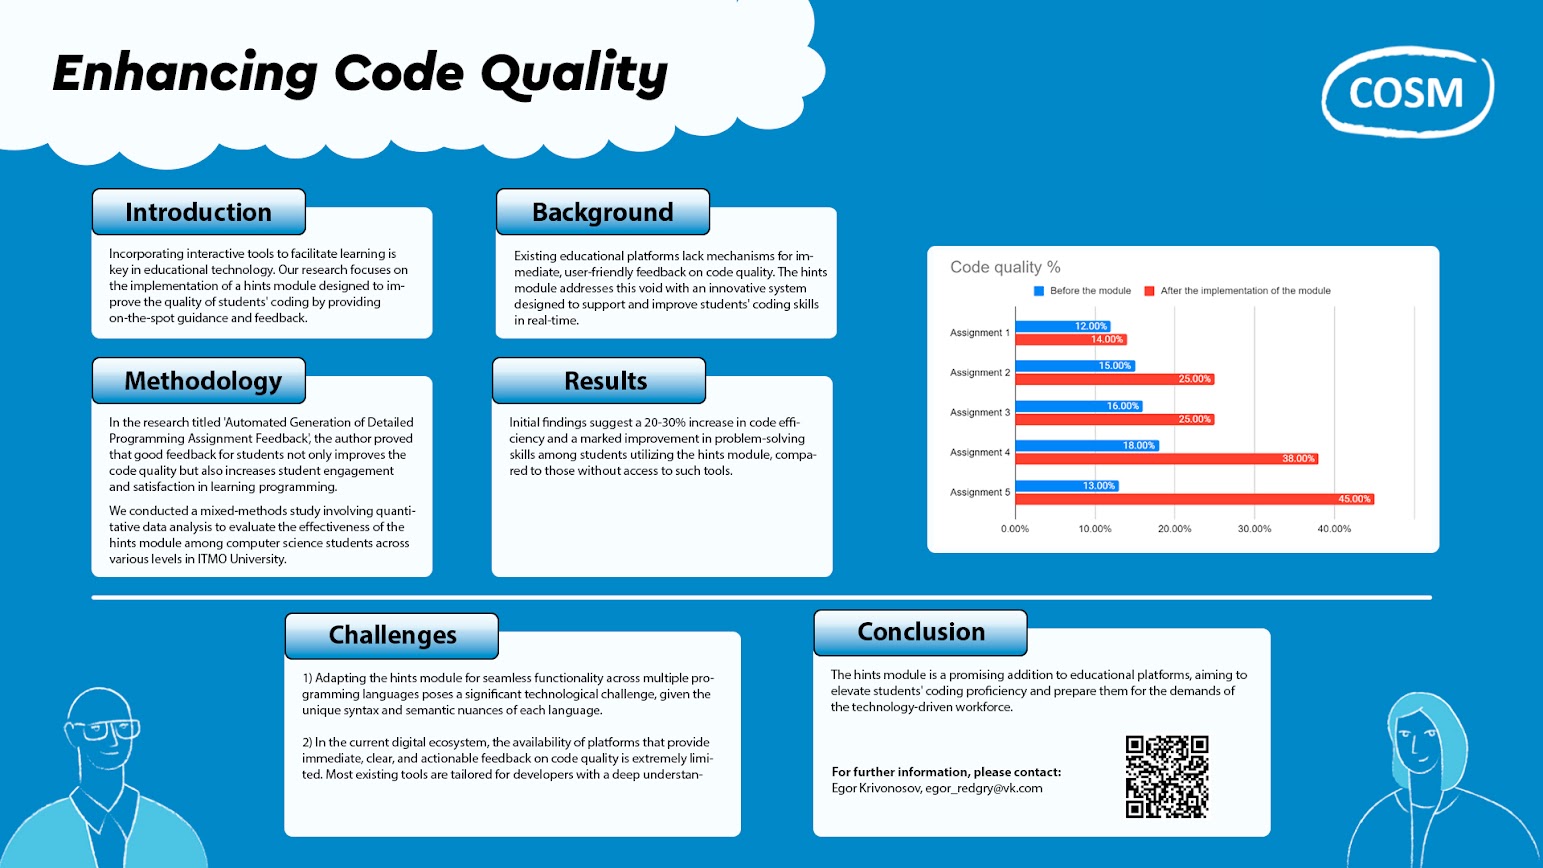 Enhancing Code Quality
COSM
Introduction
Incorporating interactive tools to facilitate learning is
key in educational technology. Our research focuses on
the implementation of a hints module designed to im-
prove the quality of students' coding by providing
on-the-spot guidance and feedback.
Background
Existing educational platforms lack mechanisms for im-
mediate, user-friendly feedback on code quality. The hints
module addresses this void with an innovative system
designed to support and improve students' coding skills
in real-time.
Methodology
In the research titled 'Automated Generation of Detailed
Programming Assignment Feedback', the author proved
that good feedback for students not only improves the
code quality but also increases student engagement
and satisfaction in learning programming.
We conducted a mixed-methods study involving quanti-
tative data analysis to evaluate the effectiveness of the
hints module among computer science students across
various levels in ITMO University.
Results
Initial findings suggest a 20-30% increase in code effi-
ciency and a marked improvement in problem-solving
skills among students utilizing the hints module, compa-
red to those without access to such tools.
Code quality %
Before the module After the implementation of the module
12.00%
Assignment 1
14.00%
15.00%
Assignment 2
25.00%
16.00%
Assignment 3
25.00%
18.00%
Assignment 4
38.00%
13.00%
Assignment 5
45.00%
0.00% 10.00% 20.00% 30.00% 40.00%
Challenges
1) Adapting the hints module for seamless functionality across multiple pro-
gramming languages poses a significant technological challenge, given the
unique syntax and semantic nuances of each language.
2) In the current digital ecosystem, the availability of platforms that provide
immediate, clear, and actionable feedback on code quality is extremely limi-
ted. Most existing tools are tailored for developers with a deep understan-
Conclusion
The hints module is a promising addition to educational platforms, aiming to
elevate students' coding proficiency and prepare them for the demands of
the technology-driven workforce.
For further information, please contact:
Egor Krivonosov, egor_redgry@vk.com